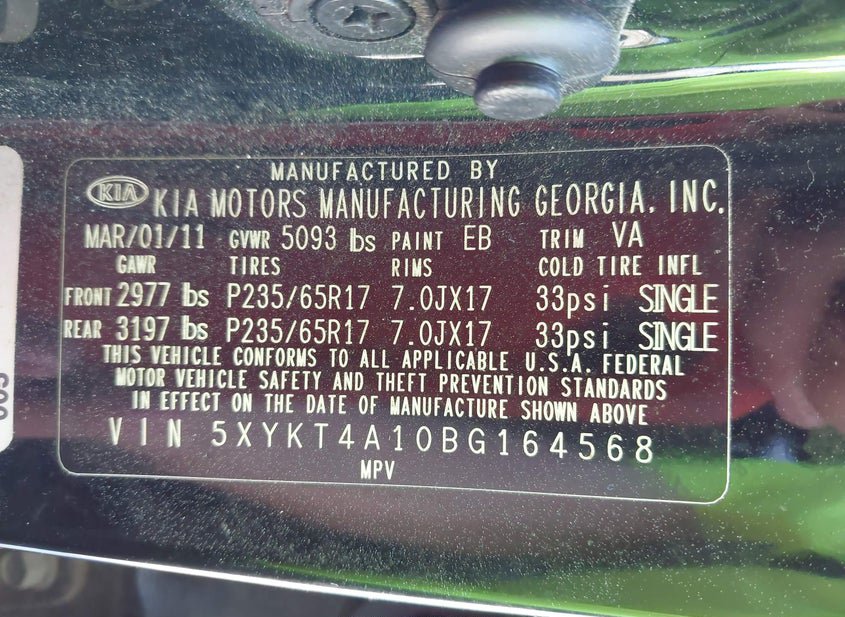 MANUFACTURED BY
KIA KIA MOTORS MANUFACTURING GEORGIA, INC.
MAR/01/11 GVWR 5093 lbs PAINT EB TRIM VA
GAWR TIRES RIMS COLD TIRE INFL
FRONT 2977 lbs P235/65R17 7.0JX17 33psi SINGLE
REAR 3197 lbs P235/65R17 7.0JX17 33psi SINGLE
THIS VEHICLE CONFORMS TO ALL APPLICABLE U.S.A. FEDERAL
MOTOR VEHICLE SAFETY AND THEFT PREVENTION STANDARDS
IN EFFECT ON THE DATE OF MANUFACTURE SHOWN ABOVE
VIN 5XYKT4A10BG164568
MPV